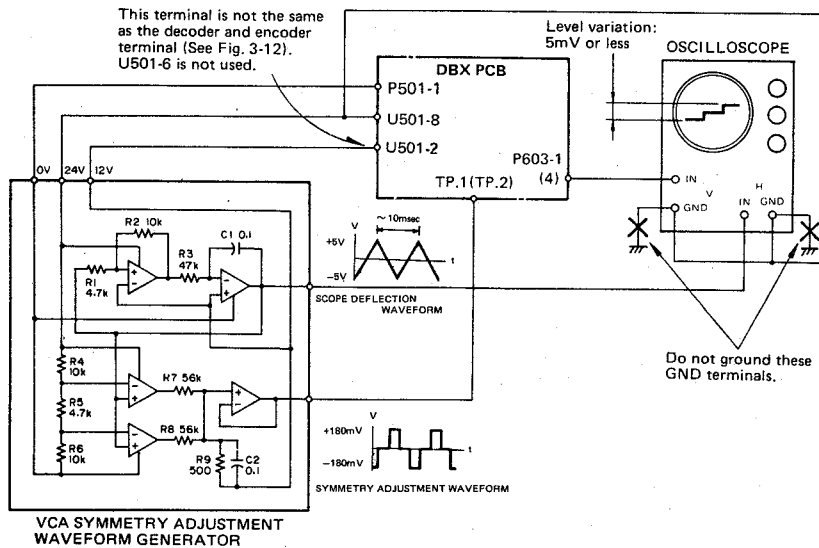 This terminal is not the same
as the decoder and encoder
terminal (See Fig. 3-12).
U501-6 is not used.
Level variation:
5mV or less
OSCILLOSCOPE
DBX PCB
P501-1
U501-8
U501-2
P603-1
(4)
TP.1(TP.2)
IN
V
GND
IN
H
GND
0V
24V
12V
R2 10k
C1 0.1
R3
47k
R1
4.7k
+
−
−
+
V
~10msec
+5V
−5V
t
SCOPE DEFLECTION
WAVEFORM
Do not ground these
GND terminals.
R4
10k
R5
4.7k
R6
10k
−
+
−
+
R7 56k
R8 56k
+
−
R9
500
C2
0.1
V
+180mV
−180mV
t
SYMMETRY ADJUSTMENT WAVEFORM
VCA SYMMETRY ADJUSTMENT
WAVEFORM GENERATOR